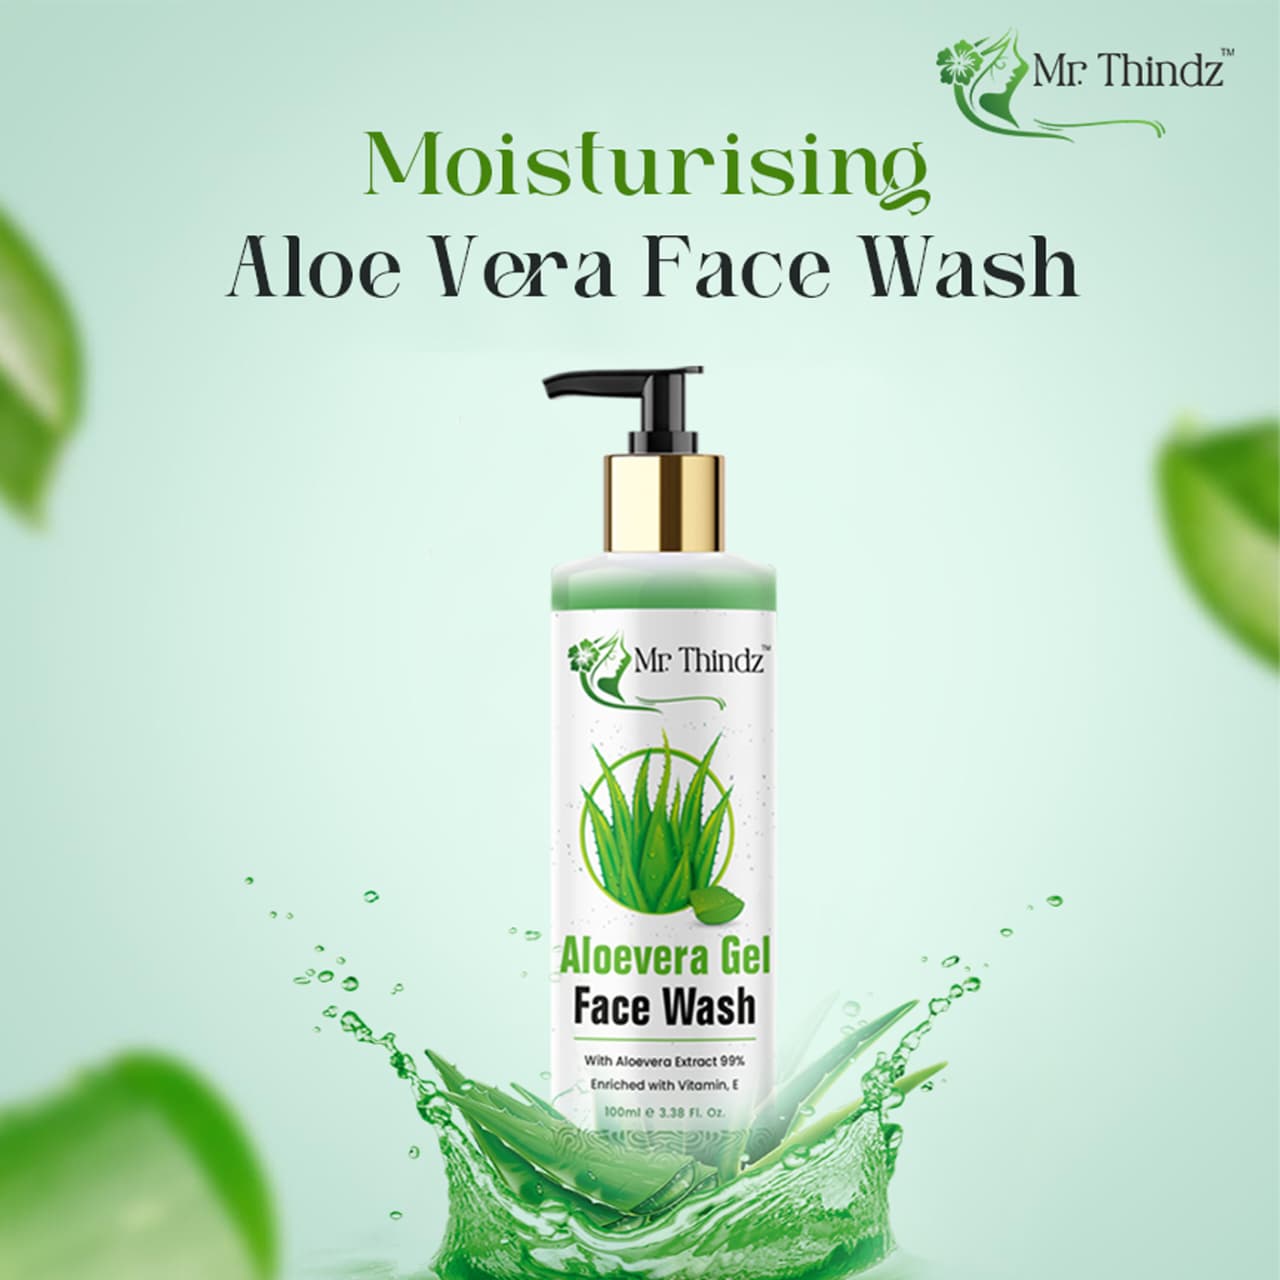 Mr. Thindz™
Moisturising
Aloe Vera Face Wash
Mr. Thindz™
Aloevera Gel
Face Wash
With Aloevera Extract 99%
Enriched with Vitamin, E
100ml e 3.38 Fl. Oz.